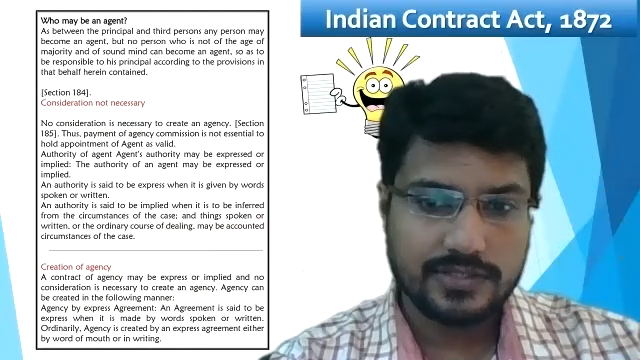 Indian Contract Act, 1872
Who may be an agent?
As between the principal and third persons any person may
become an agent, but no person who is not of the age of
majority and of sound mind can become an agent, so as to
be responsible to his principal according to the provisions in
that behalf herein contained.
[Section 184].
Consideration not necessary
No consideration is necessary to create an agency. [Section
185]. Thus, payment of agency commission is not essential to
hold appointment of Agent as valid.
Authority of agent Agent's authority may be expressed or
implied: The authority of an agent may be expressed or
implied.
An authority is said to be express when it is given by words
spoken or written.
An authority is said to be implied when it is to be inferred
from the circumstances of the case; and things spoken or
written, or the ordinary course of dealing, may be accounted
circumstances of the case.
Creation of agency
A contract of agency may be express or implied and no
consideration is necessary to create an agency. Agency can
be created in the following manner:
Agency by express Agreement: An Agreement is said to be
express when it is made by words spoken or written.
Ordinarily, Agency is created by an express agreement either
by word of mouth or in writing.